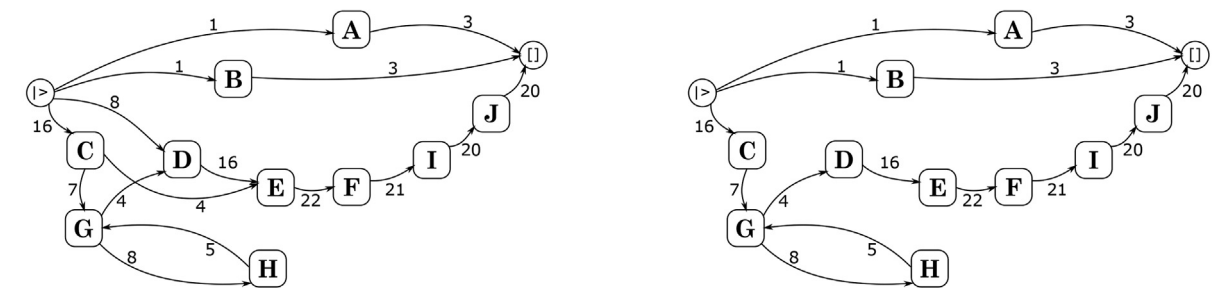 1 A 3 []
1 B 3
|> 8 20
16 J
C D 16 I 20
7 4 E 22 F 21
G 4
8 5 H
1 A 3 []
1 B 3
|> 20
16 J
C D 16 I 20
7 4 E 22 F 21
G
8 5 H